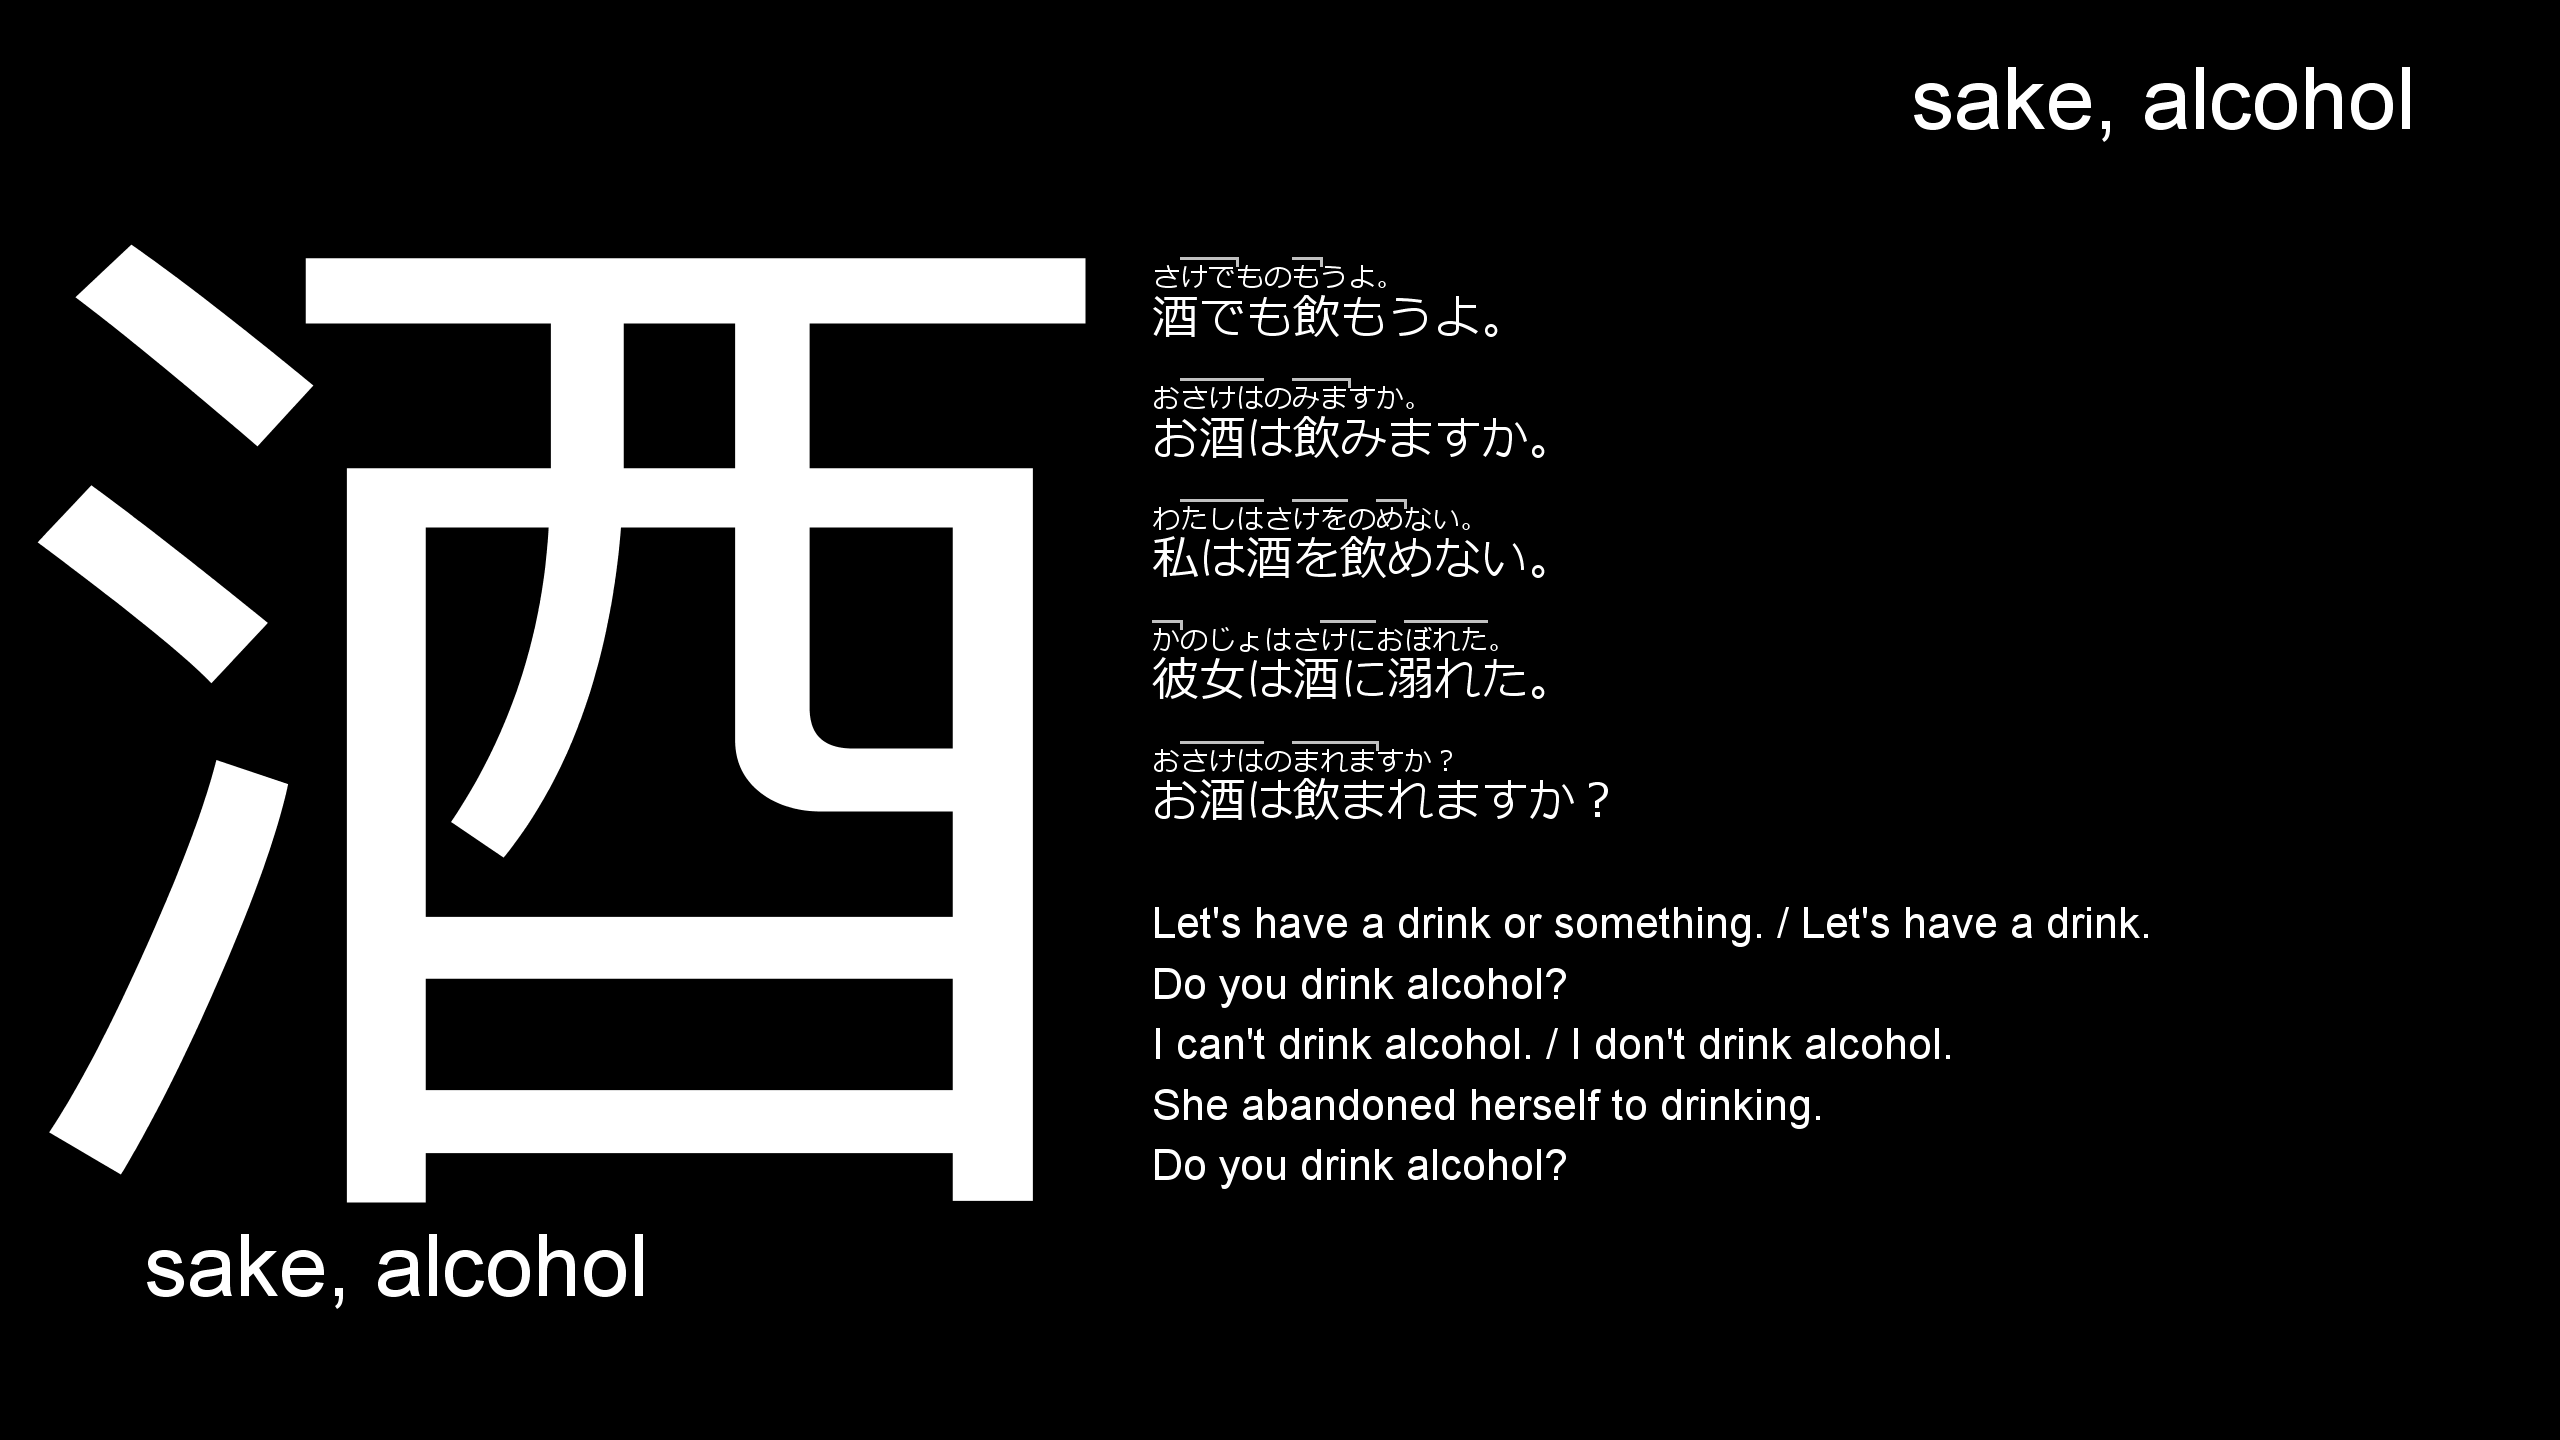 sake, alcohol
酒
さけでものもうよ。
酒でも飲もうよ。
おさけはのみますか。
お酒は飲みますか。
わたしはさけをのめない。
私は酒を飲めない。
かのじょはさけにおぼれた。
彼女は酒に溺れた。
おさけはのまれますか？
お酒は飲まれますか？
Let's have a drink or something. / Let's have a drink.
Do you drink alcohol?
I can't drink alcohol. / I don't drink alcohol.
She abandoned herself to drinking.
Do you drink alcohol?
sake, alcohol